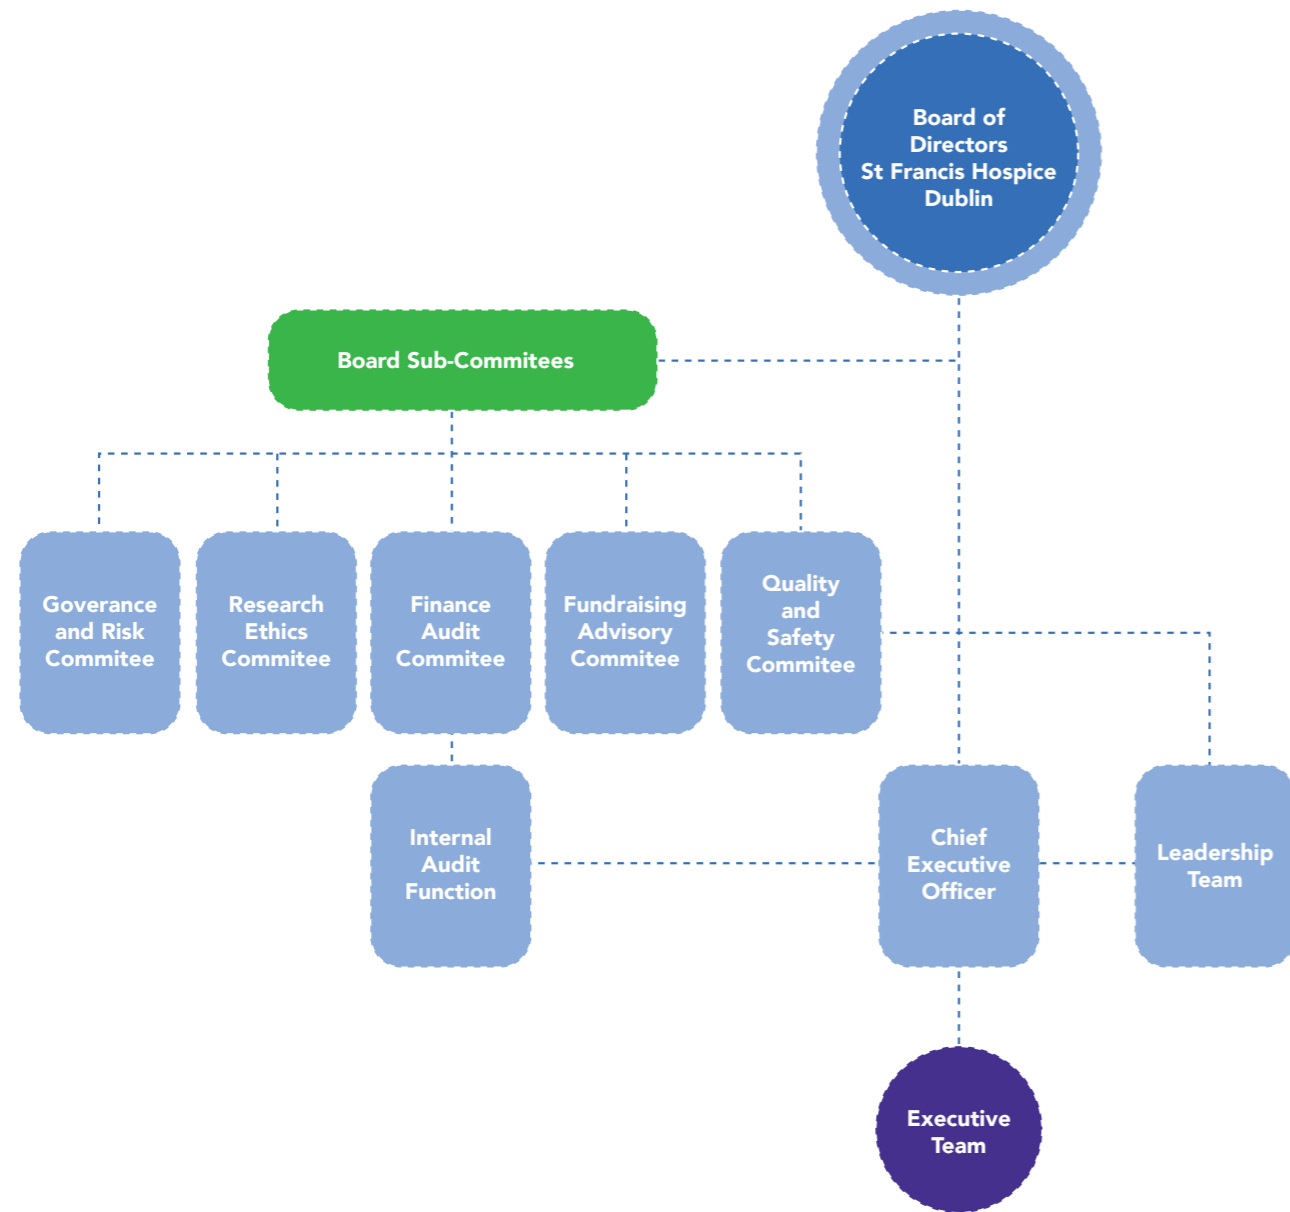 Board of
Directors
St Francis Hospice
Dublin
Board Sub-Commitees
Goverance
and Risk
Commitee
Research
Ethics
Commitee
Finance
Audit
Commitee
Fundraising
Advisory
Commitee
Quality
and
Safety
Commitee
Internal
Audit
Function
Chief
Executive
Officer
Leadership
Team
Executive
Team